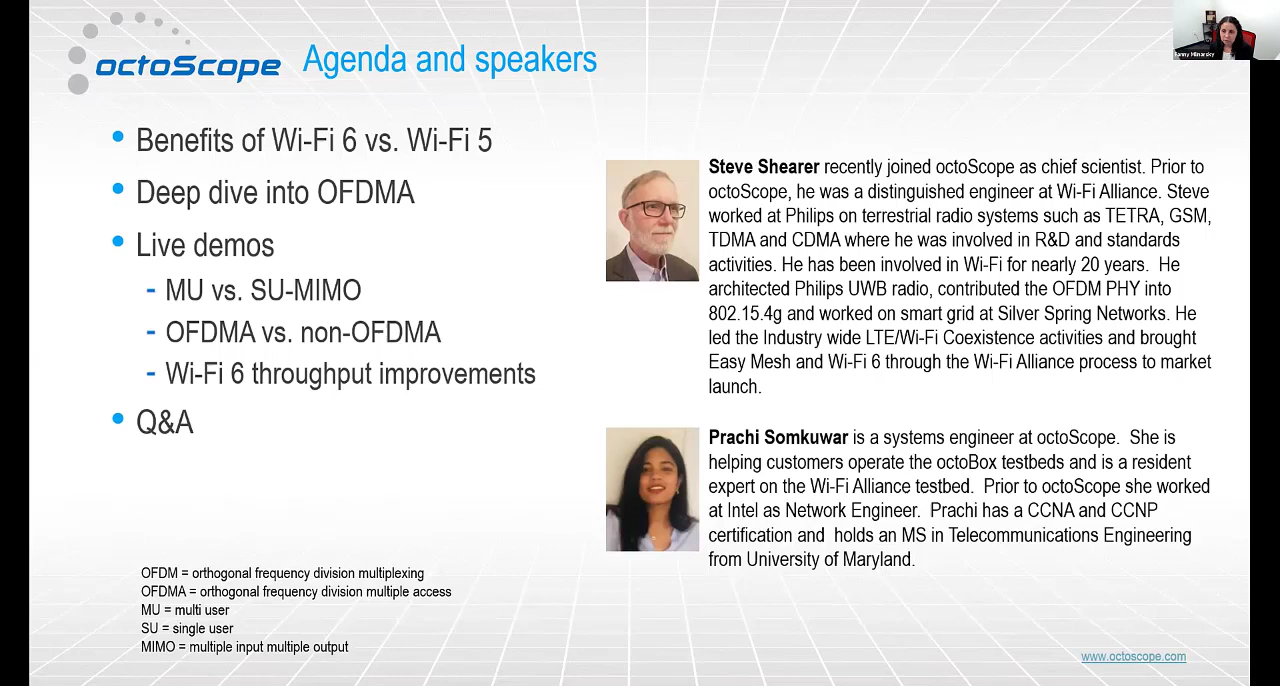 octoScope
Agenda and speakers
• Benefits of Wi-Fi 6 vs. Wi-Fi 5
• Deep dive into OFDMA
• Live demos
- MU vs. SU-MIMO
- OFDMA vs. non-OFDMA
- Wi-Fi 6 throughput improvements
• Q&A
OFDM = orthogonal frequency division multiplexing
OFDMA = orthogonal frequency division multiple access
MU = multi user
SU = single user
MIMO = multiple input multiple output
Steve Shearer recently joined octoScope as chief scientist. Prior to
octoScope, he was a distinguished engineer at Wi-Fi Alliance. Steve
worked at Philips on terrestrial radio systems such as TETRA, GSM,
TDMA and CDMA where he was involved in R&D and standards
activities. He has been involved in Wi-Fi for nearly 20 years. He
architected Philips UWB radio, contributed the OFDM PHY into
802.15.4g and worked on smart grid at Silver Spring Networks. He
led the Industry wide LTE/Wi-Fi Coexistence activities and brought
Easy Mesh and Wi-Fi 6 through the Wi-Fi Alliance process to market
launch.
Prachi Somkuwar is a systems engineer at octoScope. She is
helping customers operate the octoBox testbeds and is a resident
expert on the Wi-Fi Alliance testbed. Prior to octoScope she worked
at Intel as Network Engineer. Prachi has a CCNA and CCNP
certification and holds an MS in Telecommunications Engineering
from University of Maryland.
www.octoscope.com